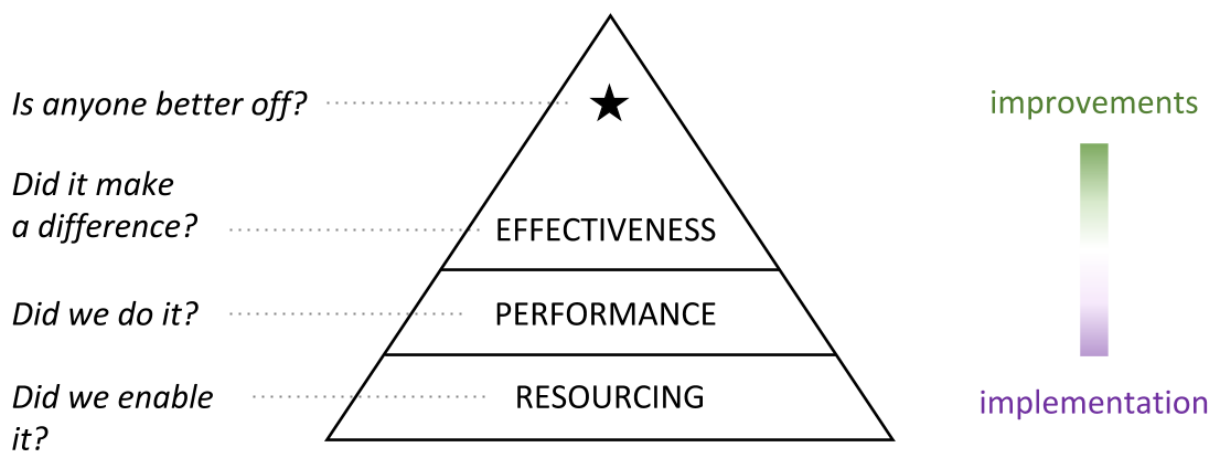 Is anyone better off?
improvements
Did it make
a difference?
EFFECTIVENESS
Did we do it?
PERFORMANCE
Did we enable
it?
RESOURCING
implementation